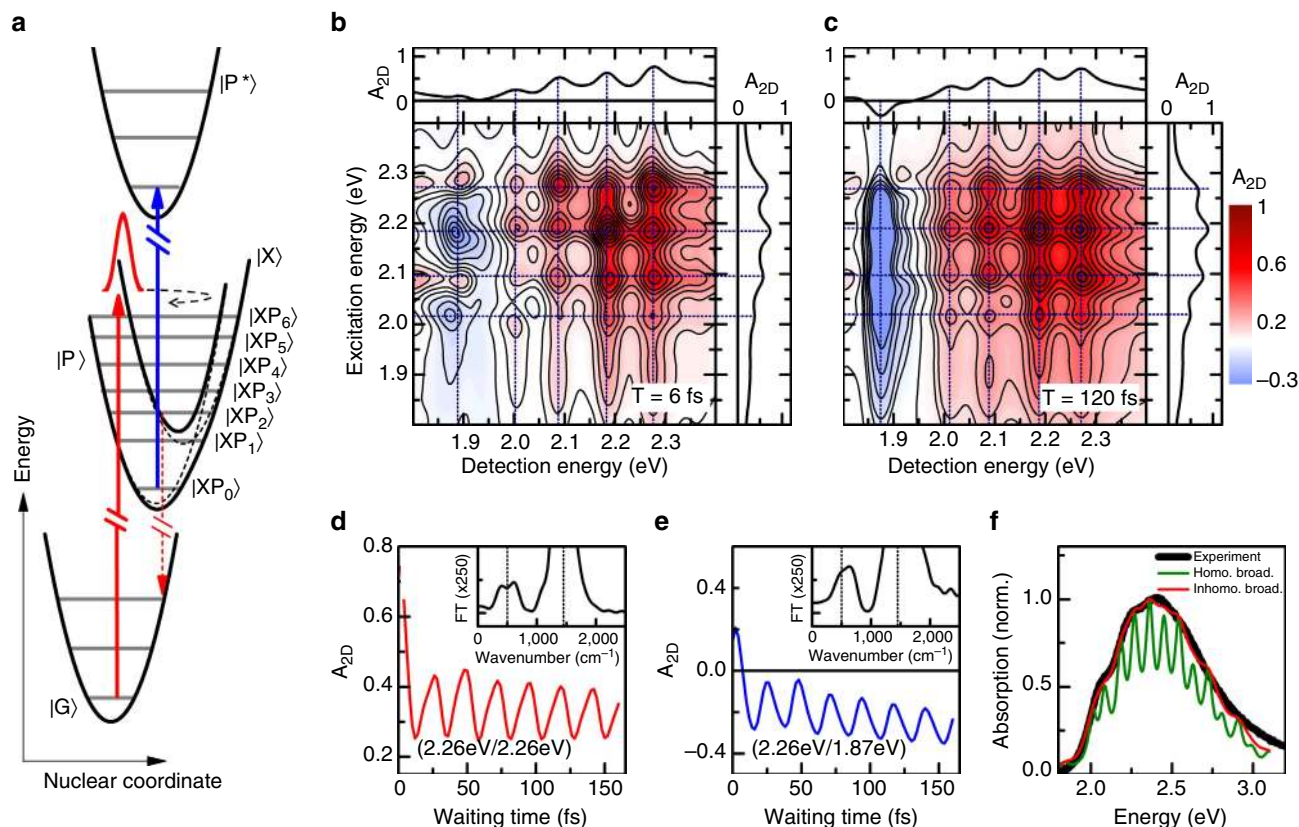 a
|P*⟩
|X⟩
|XP6⟩
|XP5⟩
|P⟩
|XP4⟩
|XP3⟩
|XP2⟩
|XP1⟩
|XP0⟩
|G⟩
Energy
Nuclear coordinate
b
A2D
1
0
A2D
0 1
Excitation energy (eV)
2.3
2.2
2.1
2.0
1.9
T = 6 fs
1.9 2.0 2.1 2.2 2.3
Detection energy (eV)
c
1
0
A2D
0 1
T = 120 fs
1.9 2.0 2.1 2.2 2.3
Detection energy (eV)
A2D
1
0.6
0.2
−0.3
d
A2D
0.8
0.6
0.4
0.2
FT (x250)
0 1,000 2,000
Wavenumber (cm−1)
(2.26eV/2.26eV)
0 50 100 150
Waiting time (fs)
e
A2D
0.4
0.0
−0.4
FT (x250)
0 1,000 2,000
Wavenumber (cm−1)
(2.26eV/1.87eV)
0 50 100 150
Waiting time (fs)
f
Absorption (norm.)
1.0
0.5
0.0
Experiment
Homo. broad.
Inhomo. broad.
2.0 2.5 3.0
Energy (eV)